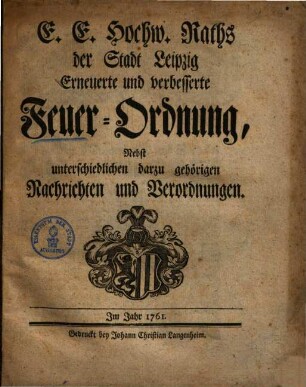 E. E. Hochw. Raths
der Stadt Leipzig
Erneuerte und verbesserte
Feuer-Ordnung,
Nebst
unterschiedlichen darzu gehörigen
Nachrichten und Verordnungen.
Im Jahr 1761.
Gedruckt bey Johann Christian Langenheim.